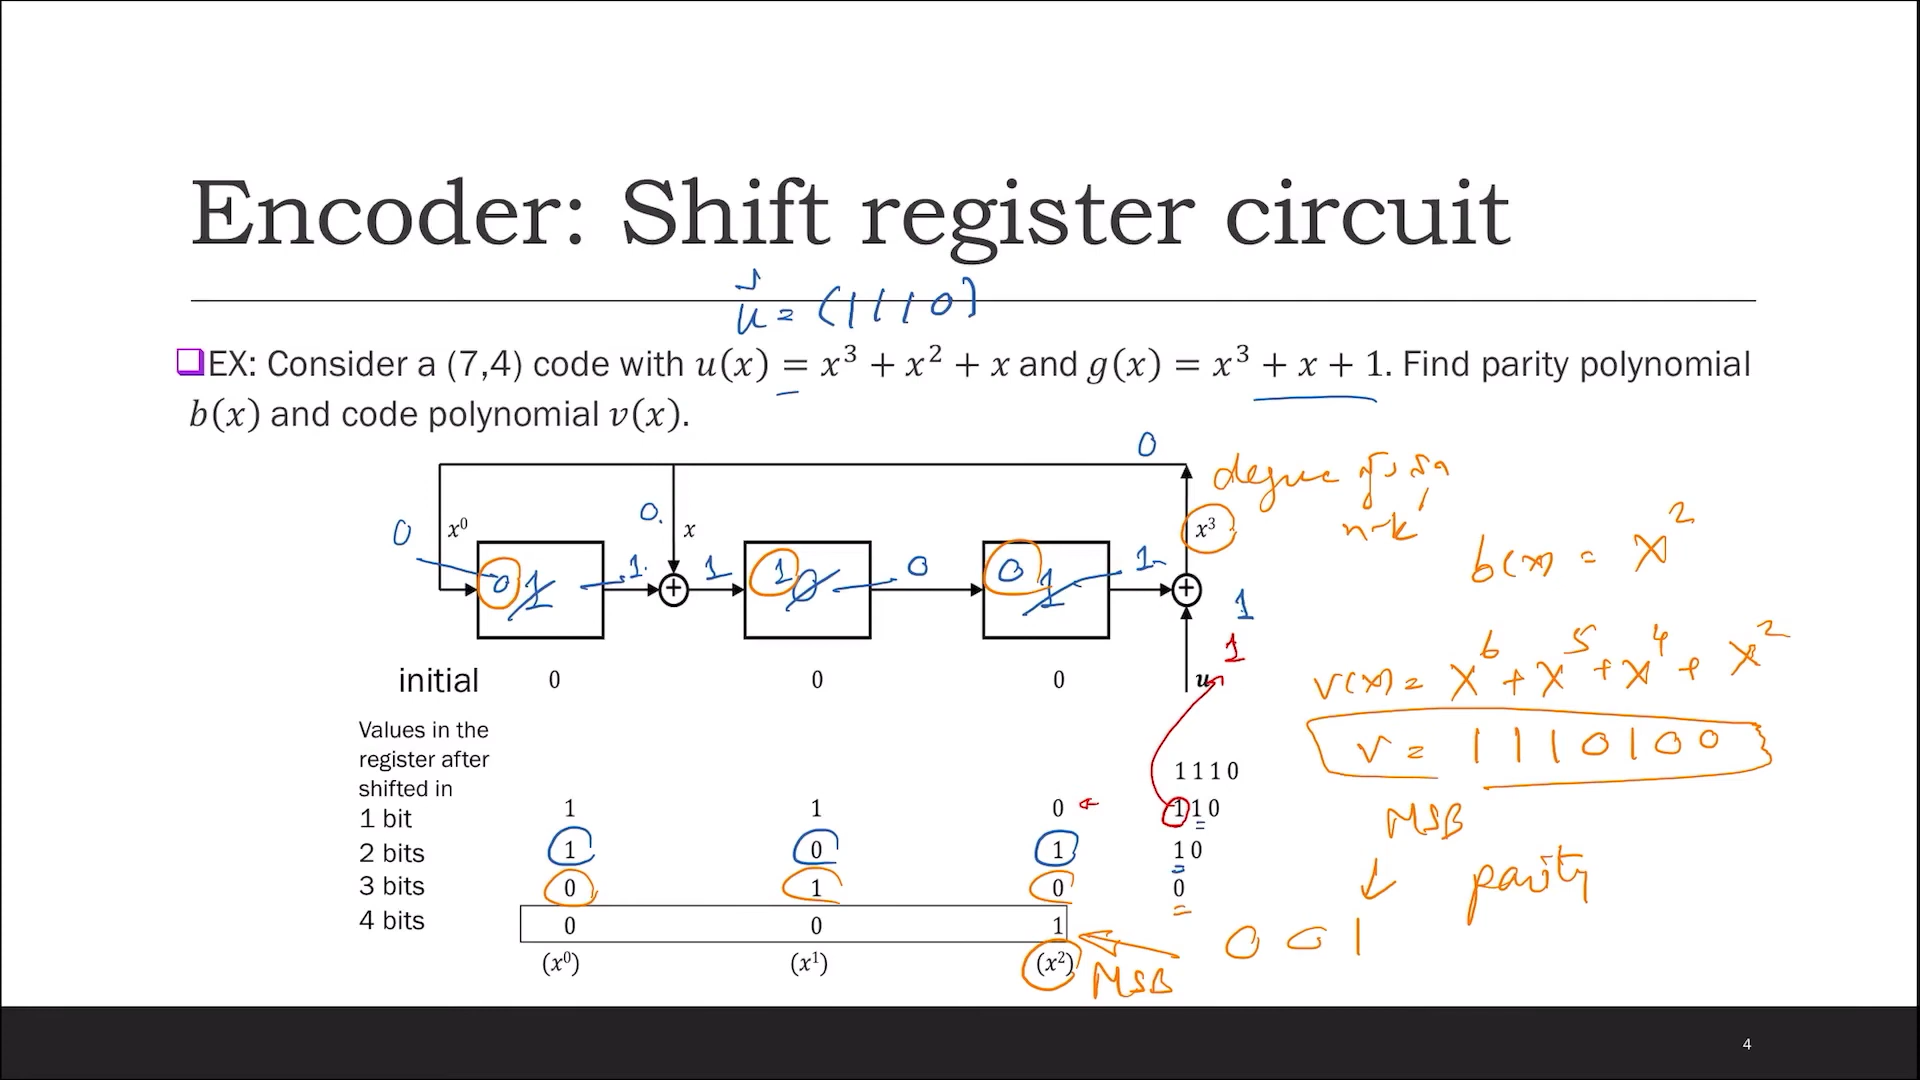 Encoder: Shift register circuit
u = (1110)
EX: Consider a (7,4) code with u(x) = x³ + x² + x and g(x) = x³ + x + 1. Find parity polynomial
b(x) and code polynomial v(x).
0
degree
n-k
0 x⁰ 0. x x³
b(x) = x²
0 1 1. + 1 1 0 0 0 1 1 + 1
1
initial 0 0 0 u
v(x) = x⁶ + x⁵ + x⁴ + x²
v = 1110100
Values in the
register after
shifted in
1110
1 bit 1 1 0 110
2 bits 1 0 1 10
3 bits 0 1 0 0
4 bits 0 0 1
(x⁰) (x¹) (x²)
MSB
MSB
parity
0 0 1
4